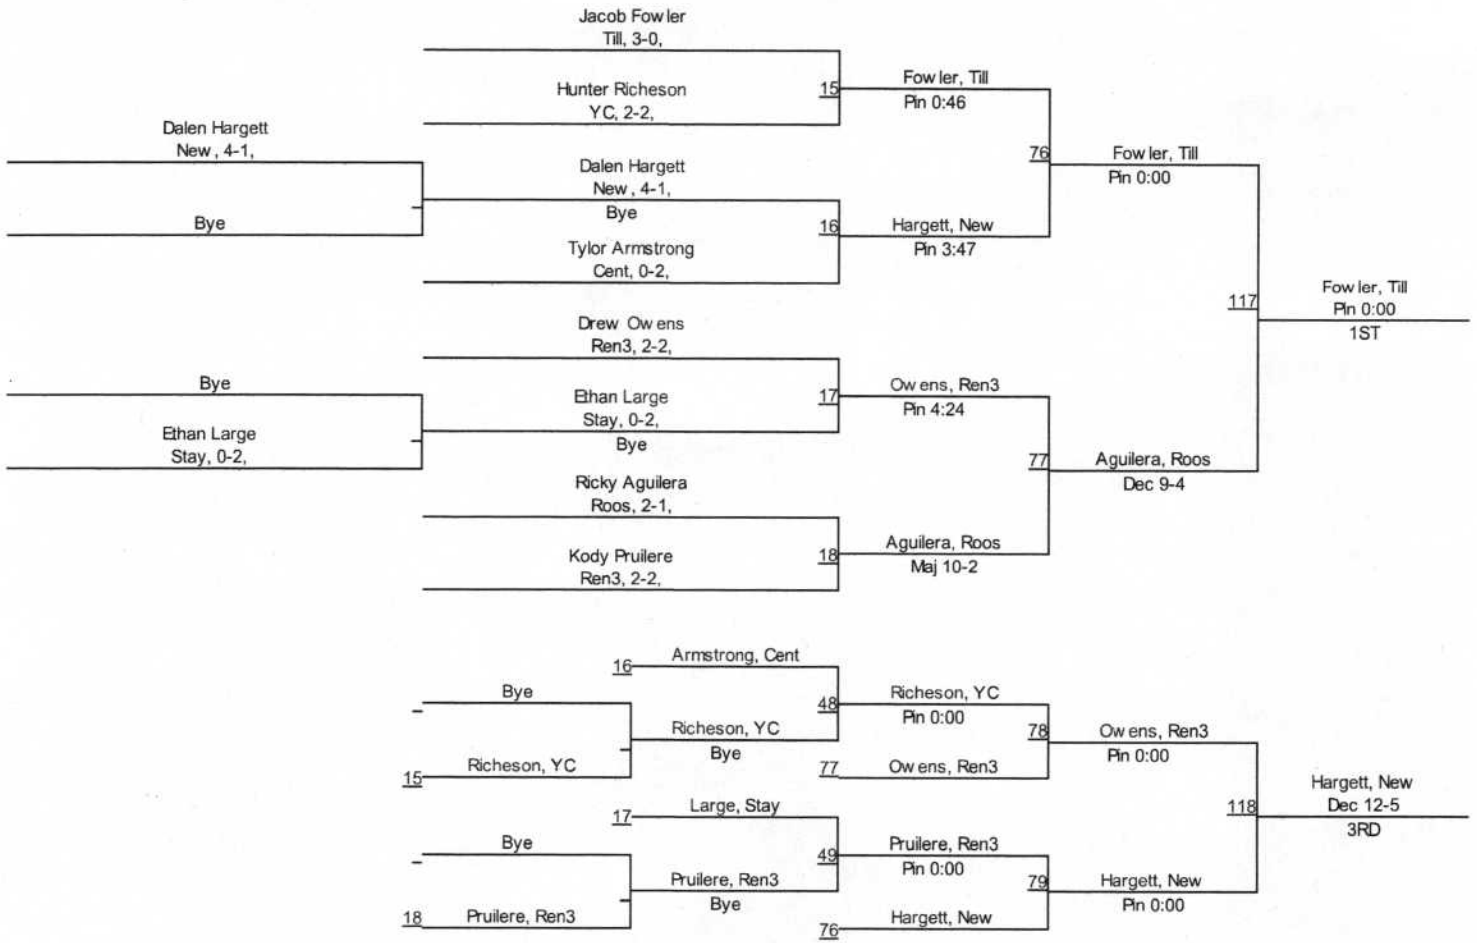 Jacob Fowler
Till, 3-0,
Hunter Richeson
YC, 2-2,
15
Fowler, Till
Pin 0:46
Dalen Hargett
New, 4-1,
Bye
Dalen Hargett
New, 4-1,
Bye
Tylor Armstrong
Cent, 0-2,
16
Hargett, New
Pin 3:47
76
Fowler, Till
Pin 0:00
Drew Owens
Ren3, 2-2,
Bye
Ethan Large
Stay, 0-2,
Ethan Large
Stay, 0-2,
Bye
17
Owens, Ren3
Pin 4:24
Ricky Aguilera
Roos, 2-1,
Kody Pruilere
Ren3, 2-2,
18
Aguilera, Roos
Maj 10-2
77
Aguilera, Roos
Dec 9-4
117
Fowler, Till
Pin 0:00
1ST
16
Armstrong, Cent
Bye
15
Richeson, YC
Richeson, YC
Bye
48
Richeson, YC
Pin 0:00
77
Owens, Ren3
78
Owens, Ren3
Pin 0:00
17
Large, Stay
Bye
18
Pruilere, Ren3
Pruilere, Ren3
Bye
49
Pruilere, Ren3
Pin 0:00
76
Hargett, New
79
Hargett, New
Pin 0:00
118
Hargett, New
Dec 12-5
3RD